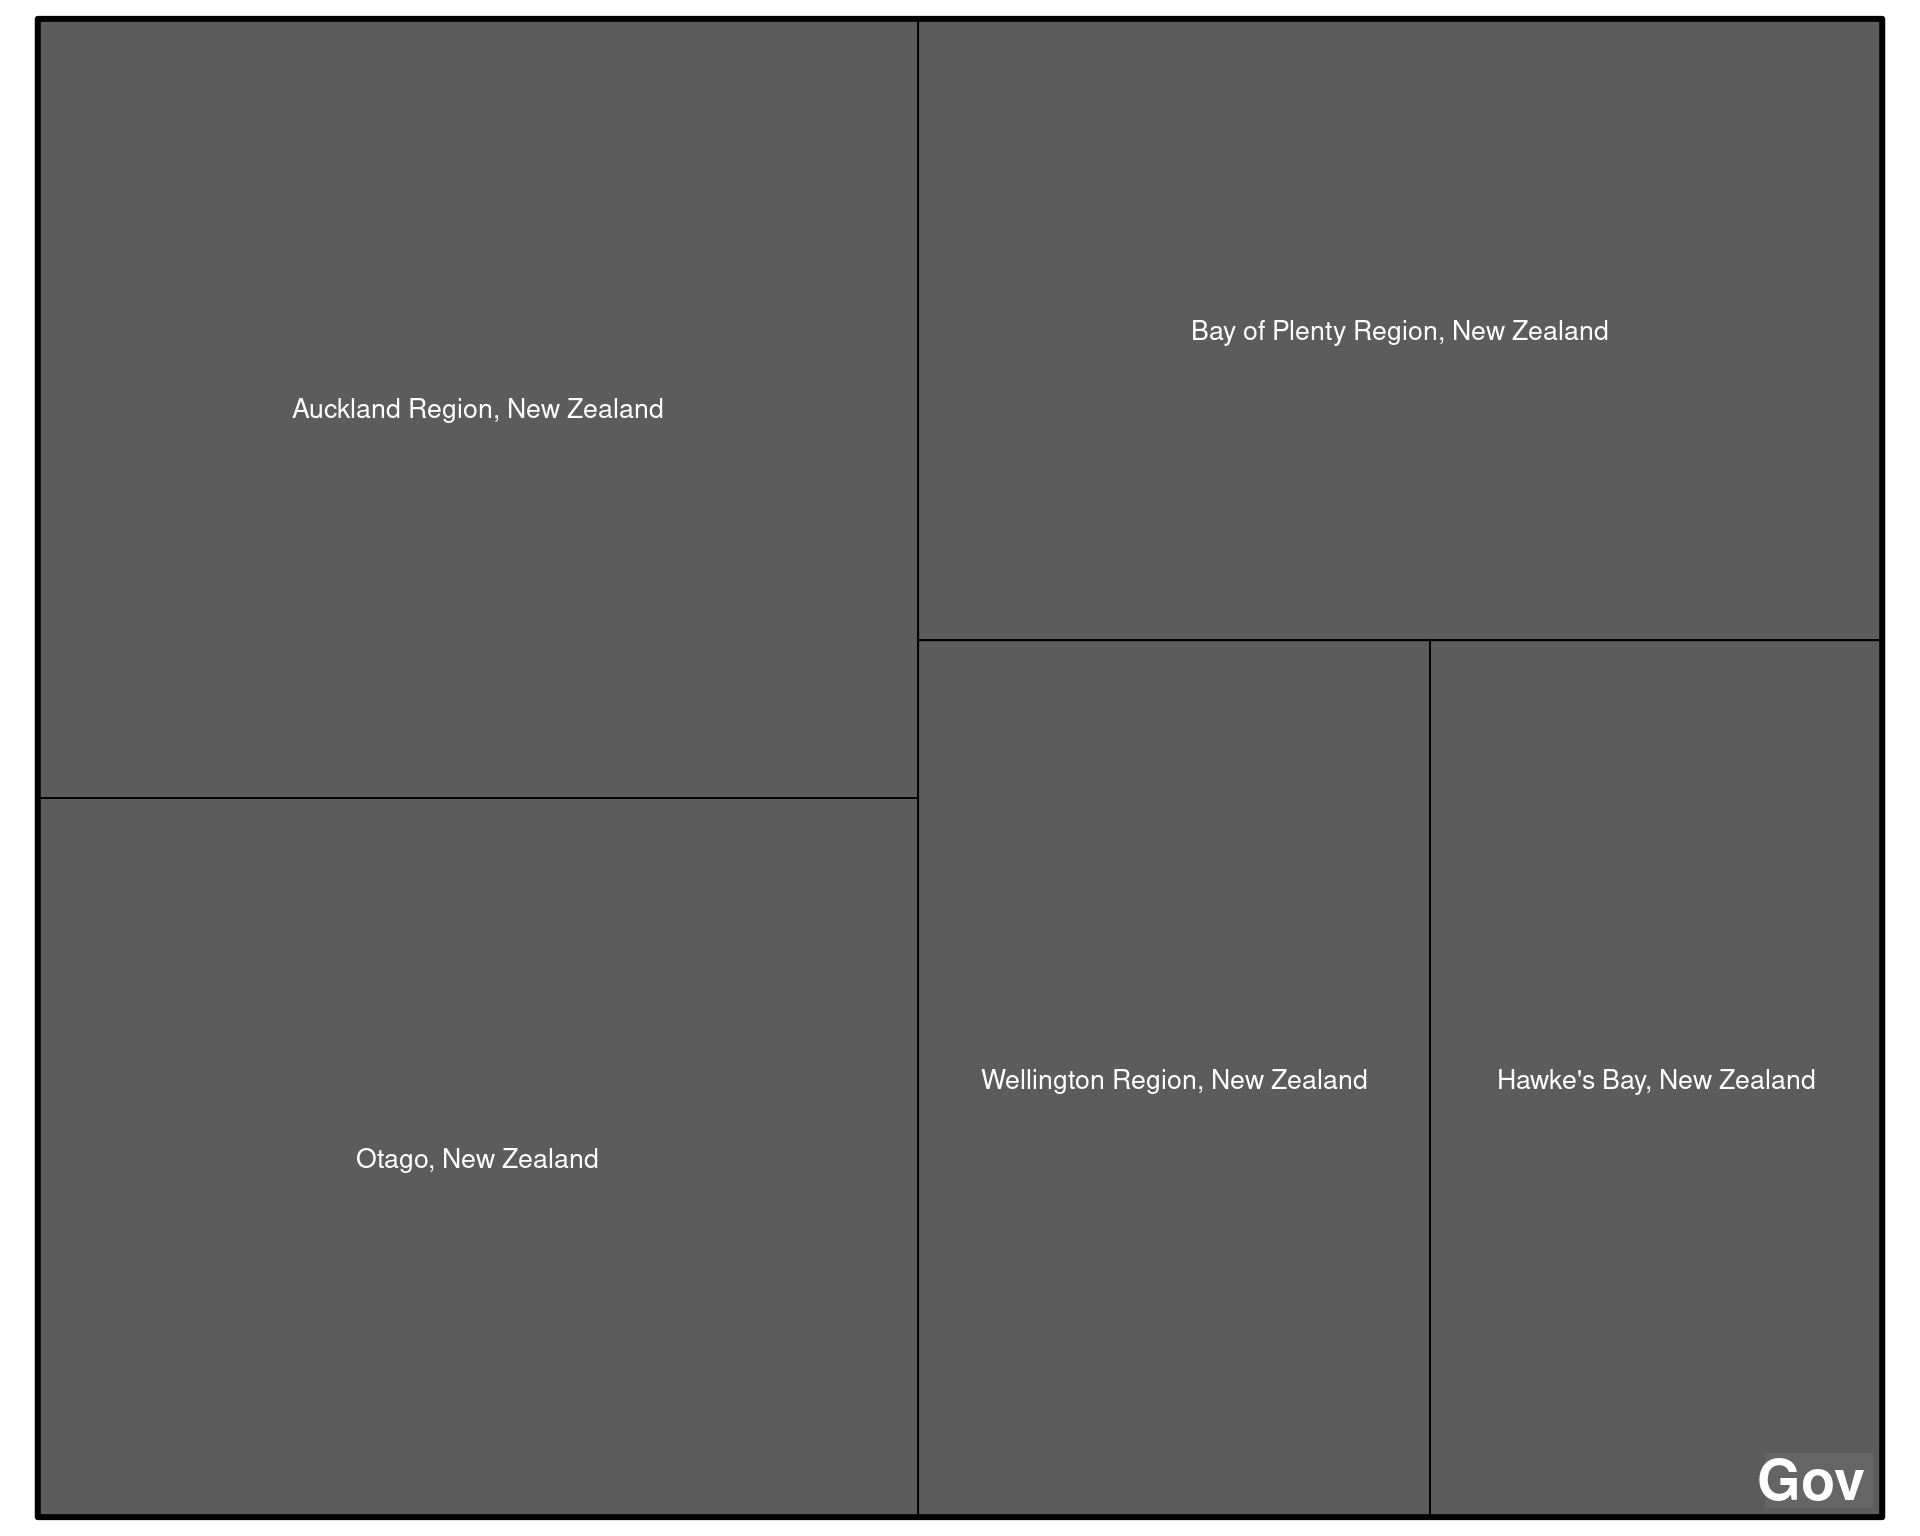 Auckland Region, New Zealand
Bay of Plenty Region, New Zealand
Otago, New Zealand
Wellington Region, New Zealand
Hawke's Bay, New Zealand
Gov